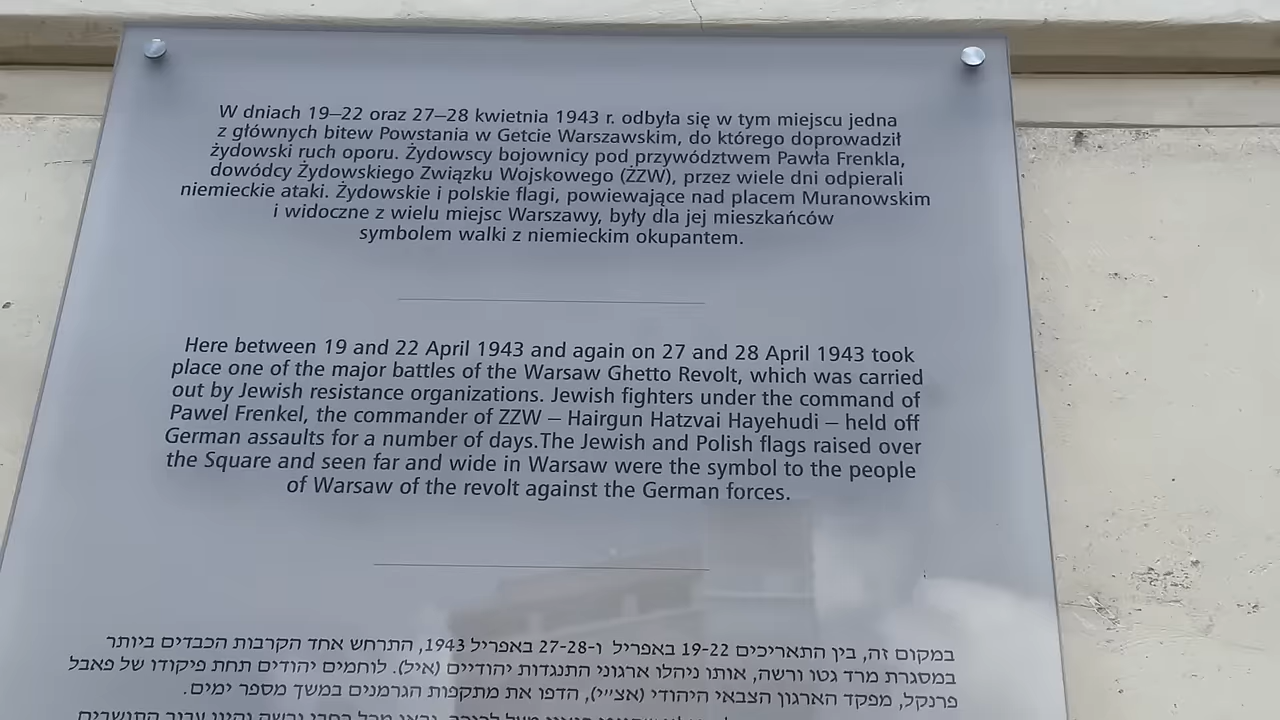 W dniach 19–22 oraz 27–28 kwietnia 1943 r. odbyła się w tym miejscu jedna
z głównych bitew Powstania w Getcie Warszawskim, do którego doprowadził
żydowski ruch oporu. Żydowscy bojownicy pod przywództwem Pawła Frenkla,
dowódcy Żydowskiego Związku Wojskowego (ŻZW), przez wiele dni odpierali
niemieckie ataki. Żydowskie i polskie flagi, powiewające nad placem Muranowskim
i widoczne z wielu miejsc Warszawy, były dla jej mieszkańców
symbolem walki z niemieckim okupantem.
Here between 19 and 22 April 1943 and again on 27 and 28 April 1943 took
place one of the major battles of the Warsaw Ghetto Revolt, which was carried
out by Jewish resistance organizations. Jewish fighters under the command of
Pawel Frenkel, the commander of ZZW – Hairgun Hatzvai Hayehudi – held off
German assaults for a number of days.The Jewish and Polish flags raised over
the Square and seen far and wide in Warsaw were the symbol to the people
of Warsaw of the revolt against the German forces.
במקום זה, בין התאריכים 19-22 באפריל ו-27-28 באפריל 1943, התרחש אחד הקרבות הכבדים ביותר
במסגרת מרד גטו ורשה, אותו ניהלו ארגוני התנגדות יהודיים (איל). לוחמים יהודים תחת פיקודו של פאבל
פרנקל, מפקד הארגון הצבאי היהודי (אצ״י), הדפו את מתקפות הגרמנים במשך מספר ימים.